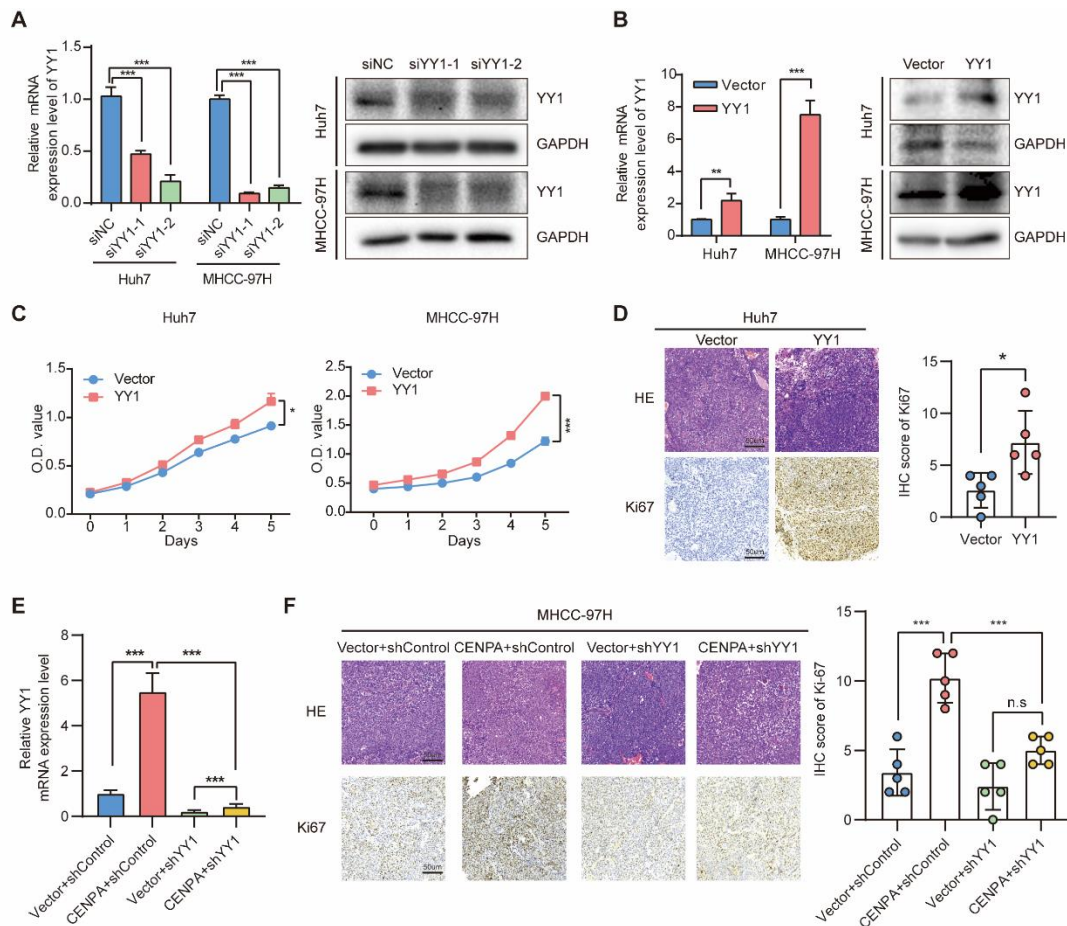 A
Relative mRNA
expression level of YY1
1.5
1.0
0.5
0.0
***
***
***
***
siNC
siYY1-1
siYY1-2
siNC
siYY1-1
siYY1-2
Huh7
MHCC-97H
siNC siYY1-1 siYY1-2
Huh7
YY1
GAPDH
MHCC-97H
YY1
GAPDH
B
Relative mRNA
expression level of YY1
10
8
6
4
2
0
Vector
YY1
**
***
Huh7
MHCC-97H
Vector YY1
Huh7
YY1
GAPDH
MHCC-97H
YY1
GAPDH
C
Huh7
O.D. value
1.5
1.0
0.5
0.0
Vector
YY1
*
0 1 2 3 4 5
Days
MHCC-97H
O.D. value
2.5
2.0
1.5
1.0
0.5
0.0
Vector
YY1
***
0 1 2 3 4 5
Days
D
Huh7
Vector YY1
HE
50um
50um
Ki67
50um
50um
IHC score of Ki67
15
10
5
0
*
Vector YY1
E
Relative YY1
mRNA expression level
8
6
4
2
0
***
***
***
Vector+shControl
CENPA+shControl
Vector+shYY1
CENPA+shYY1
F
MHCC-97H
Vector+shControl CENPA+shControl Vector+shYY1 CENPA+shYY1
HE
50um
Ki67
50um
IHC score of Ki-67
15
10
5
0
***
***
n.s
Vector+shControl
CENPA+shControl
Vector+shYY1
CENPA+shYY1